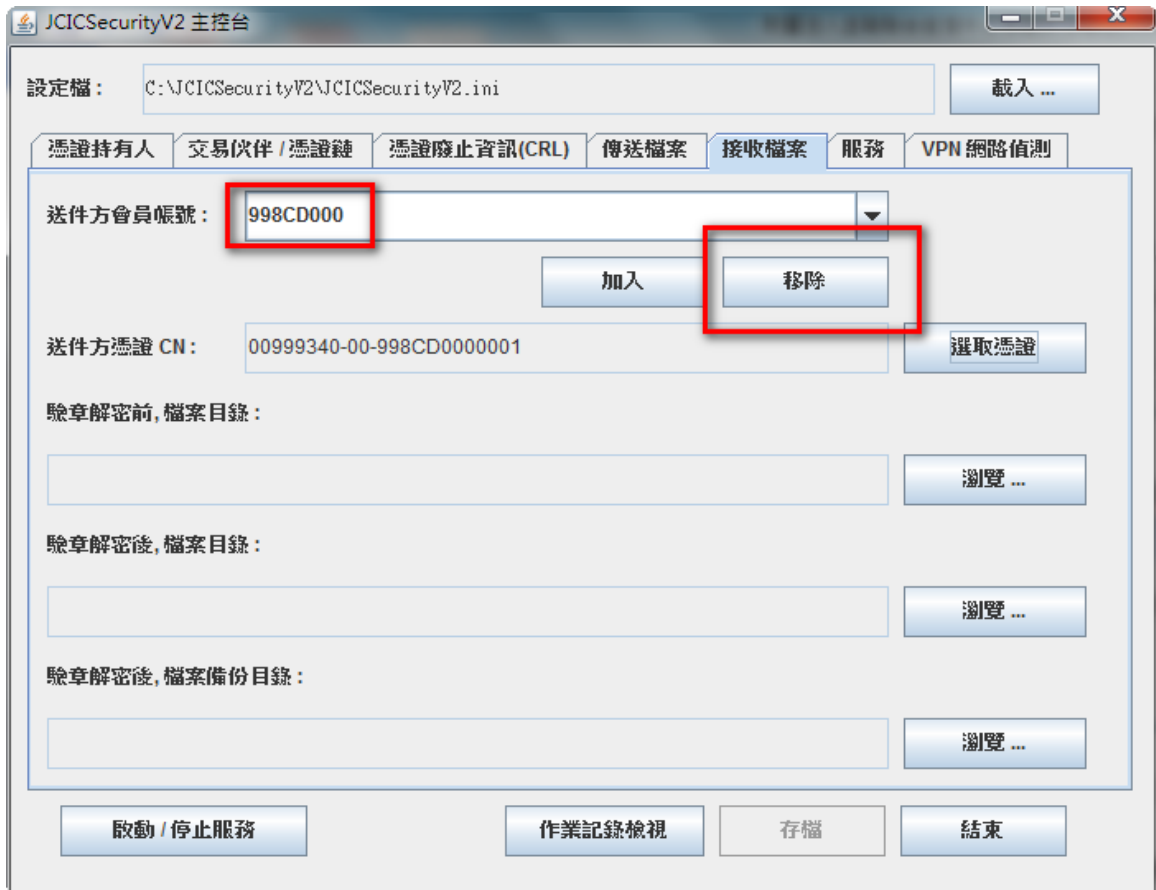 JCICSecurityV2 主控台
設定檔： C:\JCICSecurityV2\JCICSecurityV2.ini 載入 ...
憑證持有人 交易伙伴 / 憑證鏈 憑證廢止資訊(CRL) 傳送檔案 接收檔案 服務 VPN 網路偵測
送件方會員帳號： 998CD000
加入 移除
送件方憑證 CN： 00999340-00-998CD0000001 選取憑證
驗章解密前, 檔案目錄：
瀏覽 ...
驗章解密後, 檔案目錄：
瀏覽 ...
驗章解密後, 檔案備份目錄：
瀏覽 ...
啟動 / 停止服務 作業記錄檢視 存檔 結束